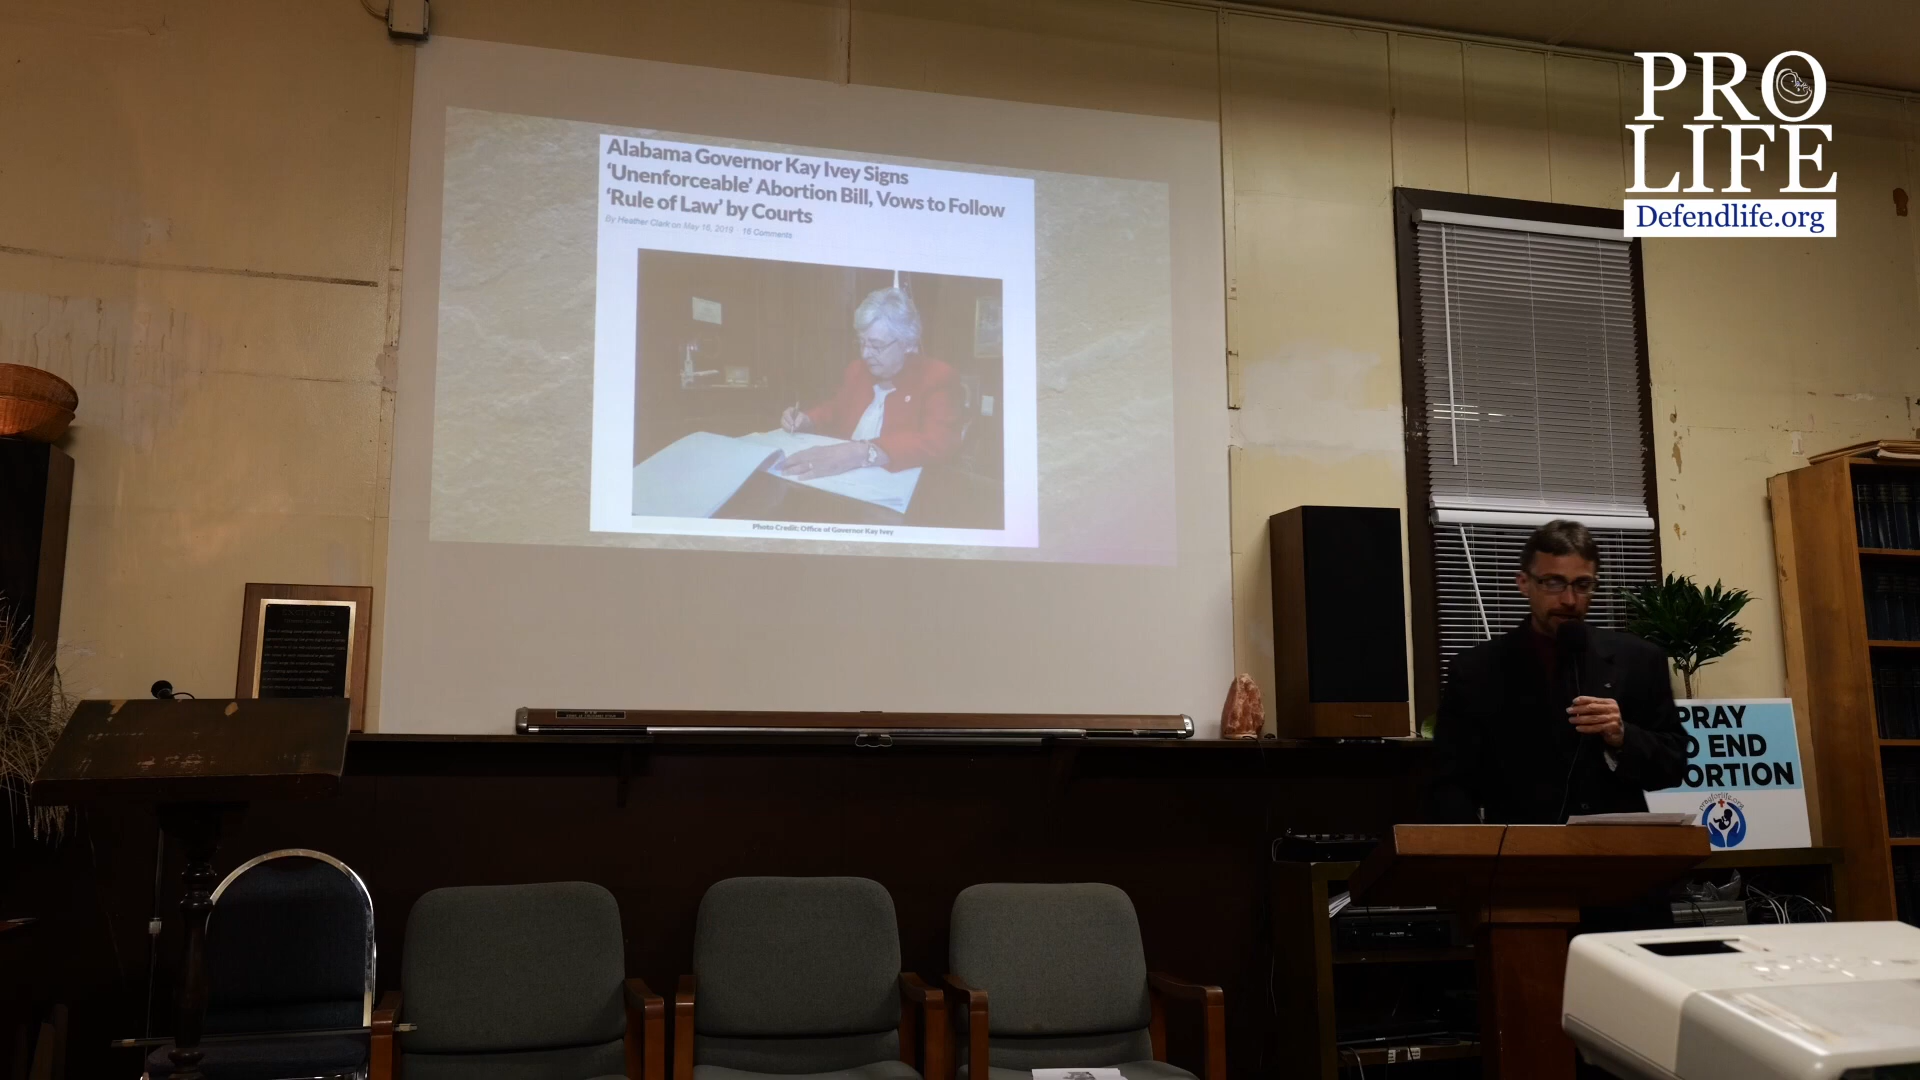 PRO
LIFE
Defendlife.org
Alabama Governor Kay Ivey Signs
‘Unenforceable’ Abortion Bill, Vows to Follow
‘Rule of Law’ by Courts
By Heather Clark on May 16, 2019 16 Comments
Photo Credit: Office of Governor Kay Ivey
PRAY
O END
ORTION
prayforlife.org